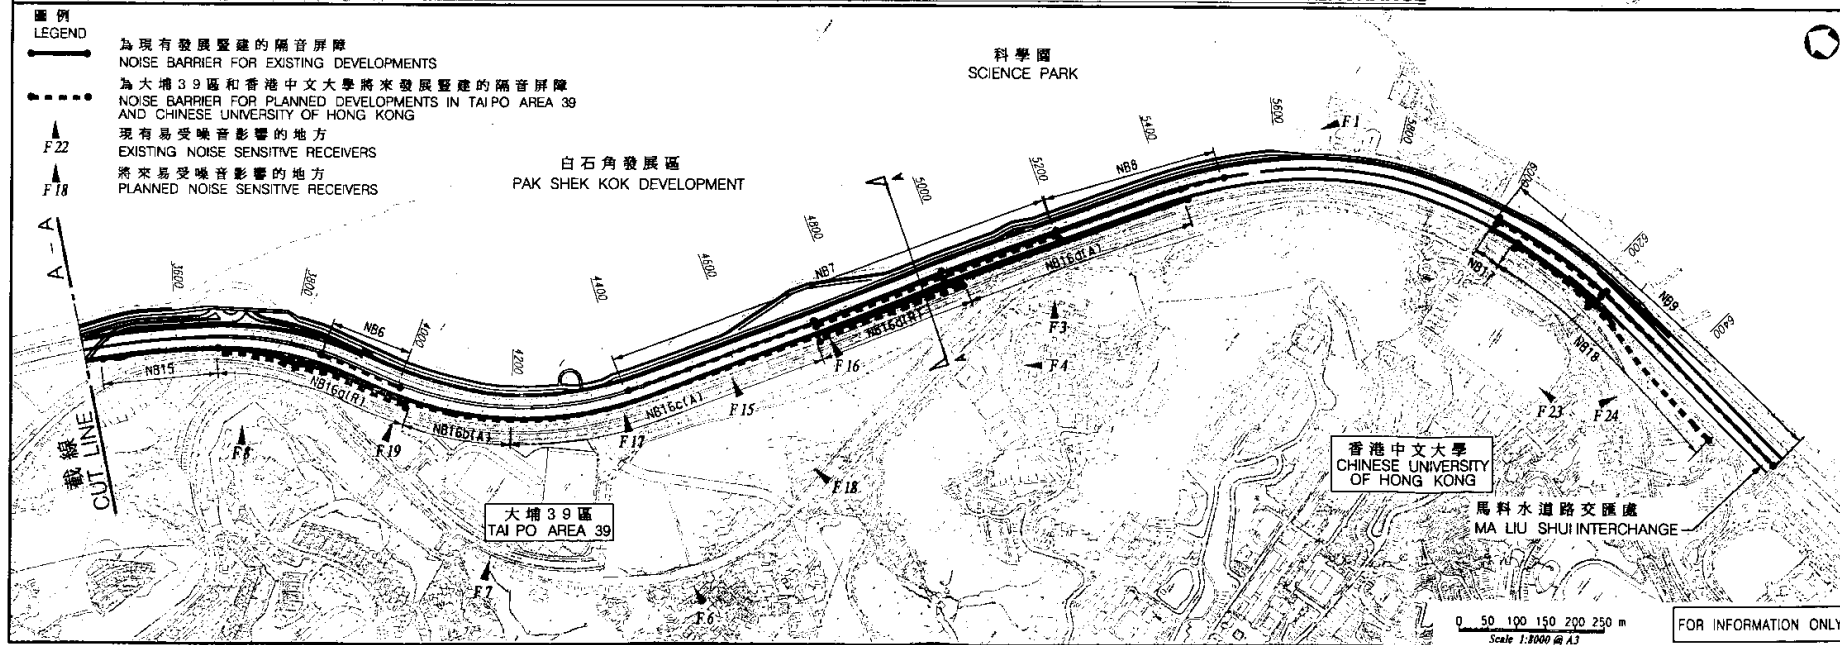 圖例
LEGEND
為現有發展豎建的隔音屏障
NOISE BARRIER FOR EXISTING DEVELOPMENTS
為大埔39區和香港中文大學將來發展豎建的隔音屏障
NOISE BARRIER FOR PLANNED DEVELOPMENTS IN TAI PO AREA 39
AND CHINESE UNIVERSITY OF HONG KONG
現有易受噪音影響的地方
F22
EXISTING NOISE SENSITIVE RECEIVERS
將來易受噪音影響的地方
F18
PLANNED NOISE SENSITIVE RECEIVERS
科學園
SCIENCE PARK
白石角發展區
PAK SHEK KOK DEVELOPMENT
A - A
截線
CUT LINE
3600
3800
4000
4200
4400
4600
4800
5000
5200
5400
5600
5800
6000
6200
6400
NB6
NB7
NB8
NB9
NB15
NB16a(R)
NB16b(A)
NB16c(A)
NB16d(R)
NB16d(A)
NB17
NB18
F1
F3
F4
F16
F15
F17
F19
F8
F18
F7
F6
F23
F24
大埔39區
TAI PO AREA 39
香港中文大學
CHINESE UNIVERSITY
OF HONG KONG
馬料水道路交匯處
MA LIU SHUI INTERCHANGE
0 50 100 150 200 250 m
Scale 1:8000 @ A3
FOR INFORMATION ONLY